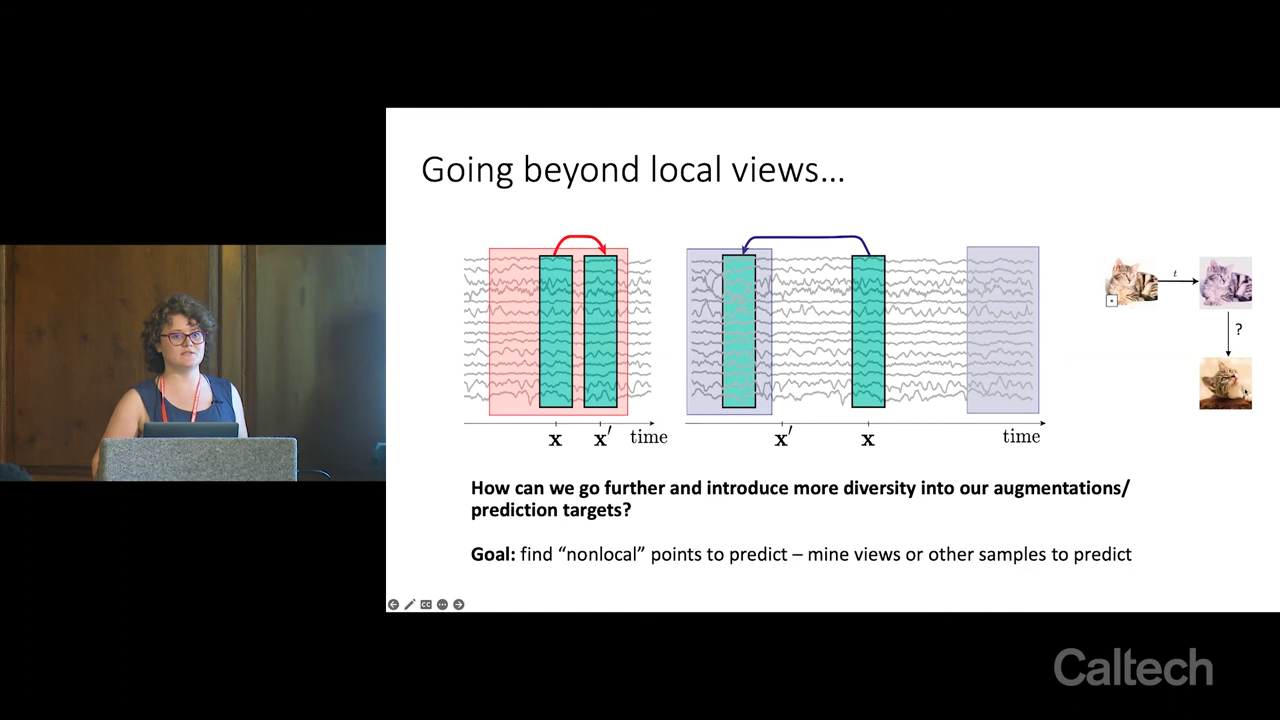 Going beyond local views...
t
?
x x′ time
x′ x time
How can we go further and introduce more diversity into our augmentations/
prediction targets?
Goal: find “nonlocal” points to predict – mine views or other samples to predict
CC
Caltech